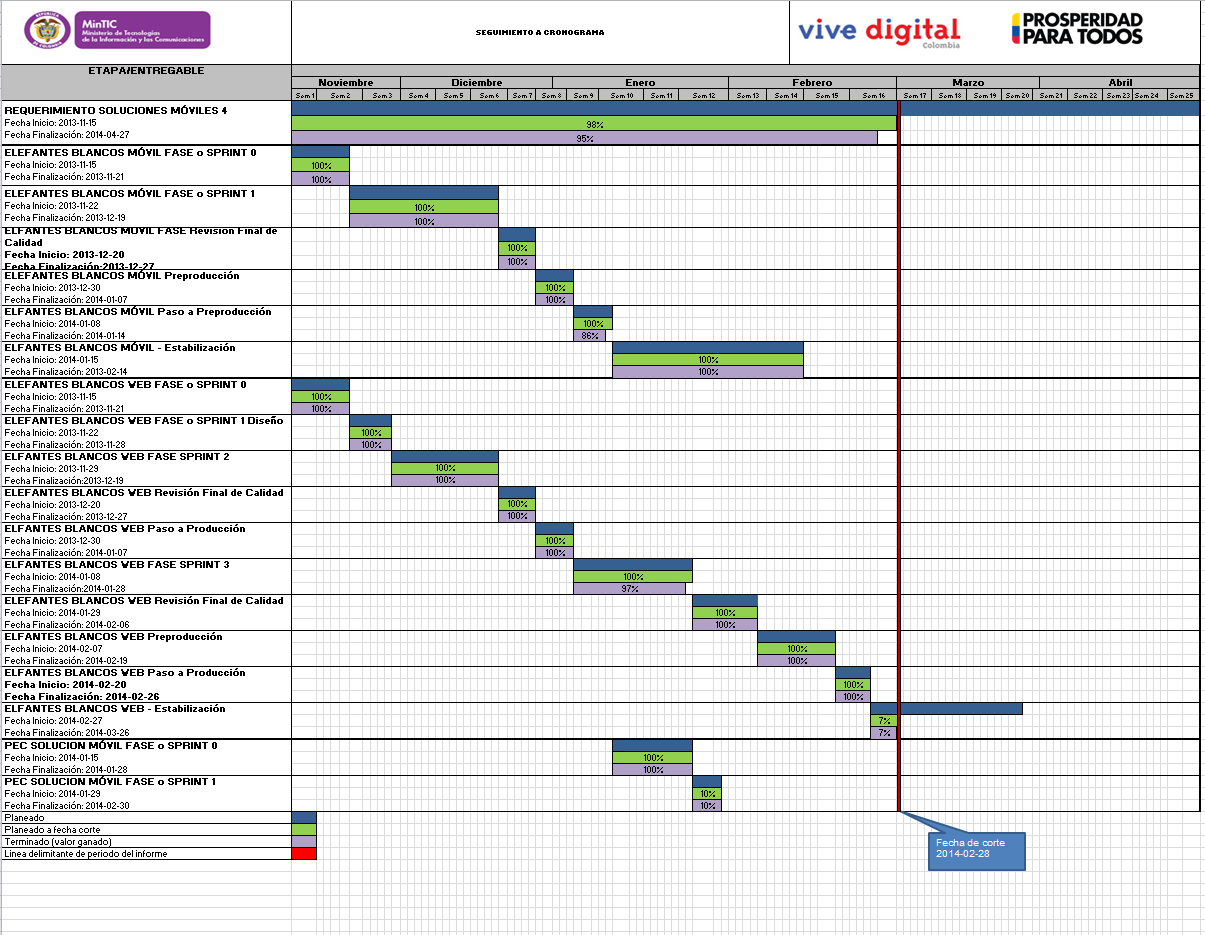 REPUBLICA DE COLOMBIA
MinTIC
Ministerio de Tecnologías
de la Información y las Comunicaciones
SEGUIMIENTO A CRONOGRAMA
vive digital
Colombia
PROSPERIDAD
PARA TODOS
ETAPA/ENTREGABLE
Noviembre Diciembre Enero Febrero Marzo Abril
Sem 1 Sem 2 Sem 3 Sem 4 Sem 5 Sem 6 Sem 7 Sem 8 Sem 9 Sem 10 Sem 11 Sem 12 Sem 13 Sem 14 Sem 15 Sem 16 Sem 17 Sem 18 Sem 19 Sem 20 Sem 21 Sem 22 Sem 23 Sem 24 Sem 25
REQUERIMIENTO SOLUCIONES MÓVILES 4
Fecha Inicio: 2013-11-15
98%
Fecha Finalización: 2014-04-27
95%
ELEFANTES BLANCOS MÓVIL FASE o SPRINT 0
Fecha Inicio: 2013-11-15
100%
Fecha Finalización: 2013-11-21
100%
ELEFANTES BLANCOS MÓVIL FASE o SPRINT 1
Fecha Inicio: 2013-11-22
100%
Fecha Finalización: 2013-12-19
100%
ELFANTES BLANCOS MÓVIL FASE Revisión Final de
Calidad
Fecha Inicio: 2013-12-20
100%
Fecha Finalización:2013-12-27
100%
ELEFANTES BLANCOS MÓVIL Preproducción
Fecha Inicio: 2013-12-30
100%
Fecha Finalización: 2014-01-07
100%
ELFANTES BLANCOS MÓVIL Paso a Preproducción
Fecha Inicio: 2014-01-08
100%
Fecha Finalización: 2014-01-14
86%
ELFANTES BLANCOS MÓVIL - Estabilización
Fecha Inicio: 2014-01-15
100%
Fecha Finalización: 2013-02-14
100%
ELEFANTES BLANCOS WEB FASE o SPRINT 0
Fecha Inicio: 2013-11-15
100%
Fecha Finalización: 2013-11-21
100%
ELEFANTES BLANCOS WEB FASE o SPRINT 1 Diseño
Fecha Inicio: 2013-11-22
100%
Fecha Finalización: 2013-11-28
100%
ELFANTES BLANCOS WEB FASE SPRINT 2
Fecha Inicio: 2013-11-29
100%
Fecha Finalización:2013-12-19
100%
ELEFANTES BLANCOS WEB Revisión Final de Calidad
Fecha Inicio: 2013-12-20
100%
Fecha Finalización: 2013-12-27
100%
ELFANTES BLANCOS WEB Paso a Producción
Fecha Inicio: 2013-12-30
100%
Fecha Finalización: 2014-01-07
100%
ELFANTES BLANCOS WEB FASE SPRINT 3
Fecha Inicio: 2014-01-08
100%
Fecha Finalización:2014-01-28
97%
ELEFANTES BLANCOS WEB Revisión Final de Calidad
Fecha Inicio: 2014-01-29
100%
Fecha Finalización: 2014-02-06
100%
ELFANTES BLANCOS WEB Preproducción
Fecha Inicio: 2014-02-07
100%
Fecha Finalización: 2014-02-19
100%
ELFANTES BLANCOS WEB Paso a Producción
Fecha Inicio: 2014-02-20
100%
Fecha Finalización: 2014-02-26
100%
ELFANTES BLANCOS WEB - Estabilización
Fecha Inicio: 2014-02-27
7%
Fecha Finalización: 2014-03-26
7%
PEC SOLUCION MÓVIL FASE o SPRINT 0
Fecha Inicio: 2014-01-15
100%
Fecha Finalización: 2014-01-28
100%
PEC SOLUCION MÓVIL FASE o SPRINT 1
Fecha Inicio: 2014-01-29
10%
Fecha Finalización: 2014-02-30
10%
Planeado
Planeado a fecha corte
Terminado (valor ganado)
Linea delimitante de periodo del informe
Fecha de corte
2014-02-28